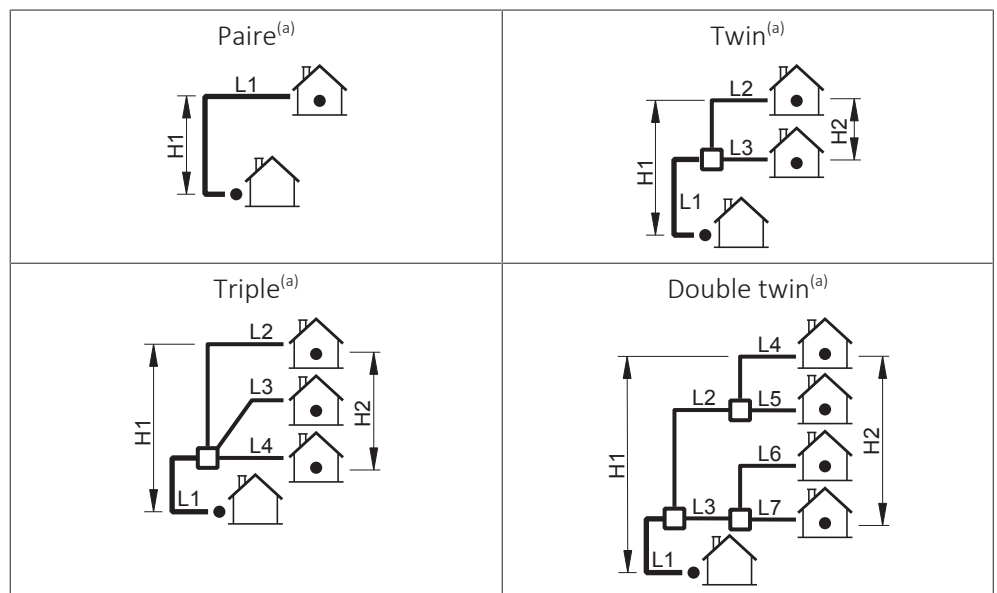 Paire(a)
L1
H1
Twin(a)
L2
L3
H2
H1
L1
Triple(a)
L2
L3
L4
H1
H2
L1
Double twin(a)
L4
L2
L5
L6
H1
H2
L3
L7
L1